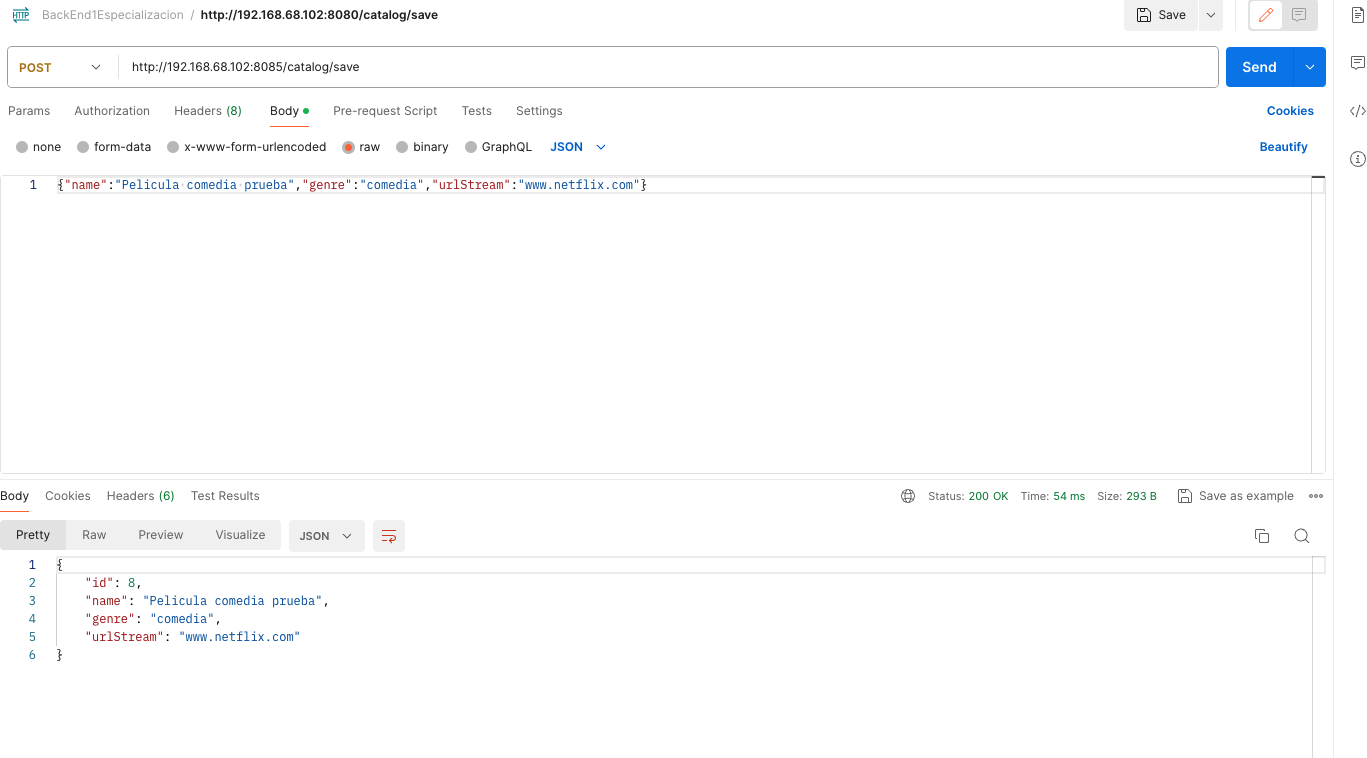 HTTP BackEnd1Especializacion / http://192.168.68.102:8080/catalog/save Save
POST http://192.168.68.102:8085/catalog/save Send
Params Authorization Headers (8) Body Pre-request Script Tests Settings Cookies
none form-data x-www-form-urlencoded raw binary GraphQL JSON Beautify
1 {"name":"Pelicula comedia prueba","genre":"comedia","urlStream":"www.netflix.com"}
Body Cookies Headers (6) Test Results Status: 200 OK Time: 54 ms Size: 293 B Save as example
Pretty Raw Preview Visualize JSON
1 {
2 "id": 8,
3 "name": "Pelicula comedia prueba",
4 "genre": "comedia",
5 "urlStream": "www.netflix.com"
6 }